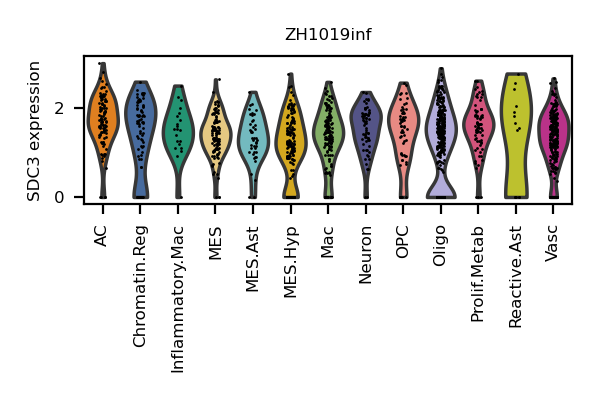 ZH1019inf
SDC3 expression
2
0
AC
Chromatin.Reg
Inflammatory.Mac
MES
MES.Ast
MES.Hyp
Mac
Neuron
OPC
Oligo
Prolif.Metab
Reactive.Ast
Vasc